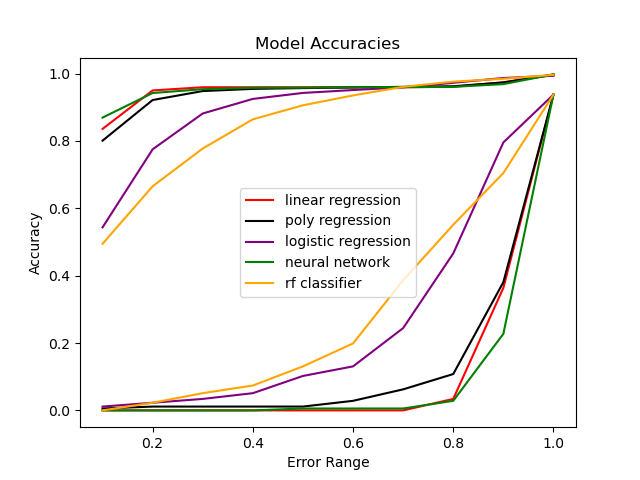 Model Accuracies
1.0
0.8
0.6
0.4
0.2
0.0
Accuracy
linear regression
poly regression
logistic regression
neural network
rf classifier
0.2 0.4 0.6 0.8 1.0
Error Range